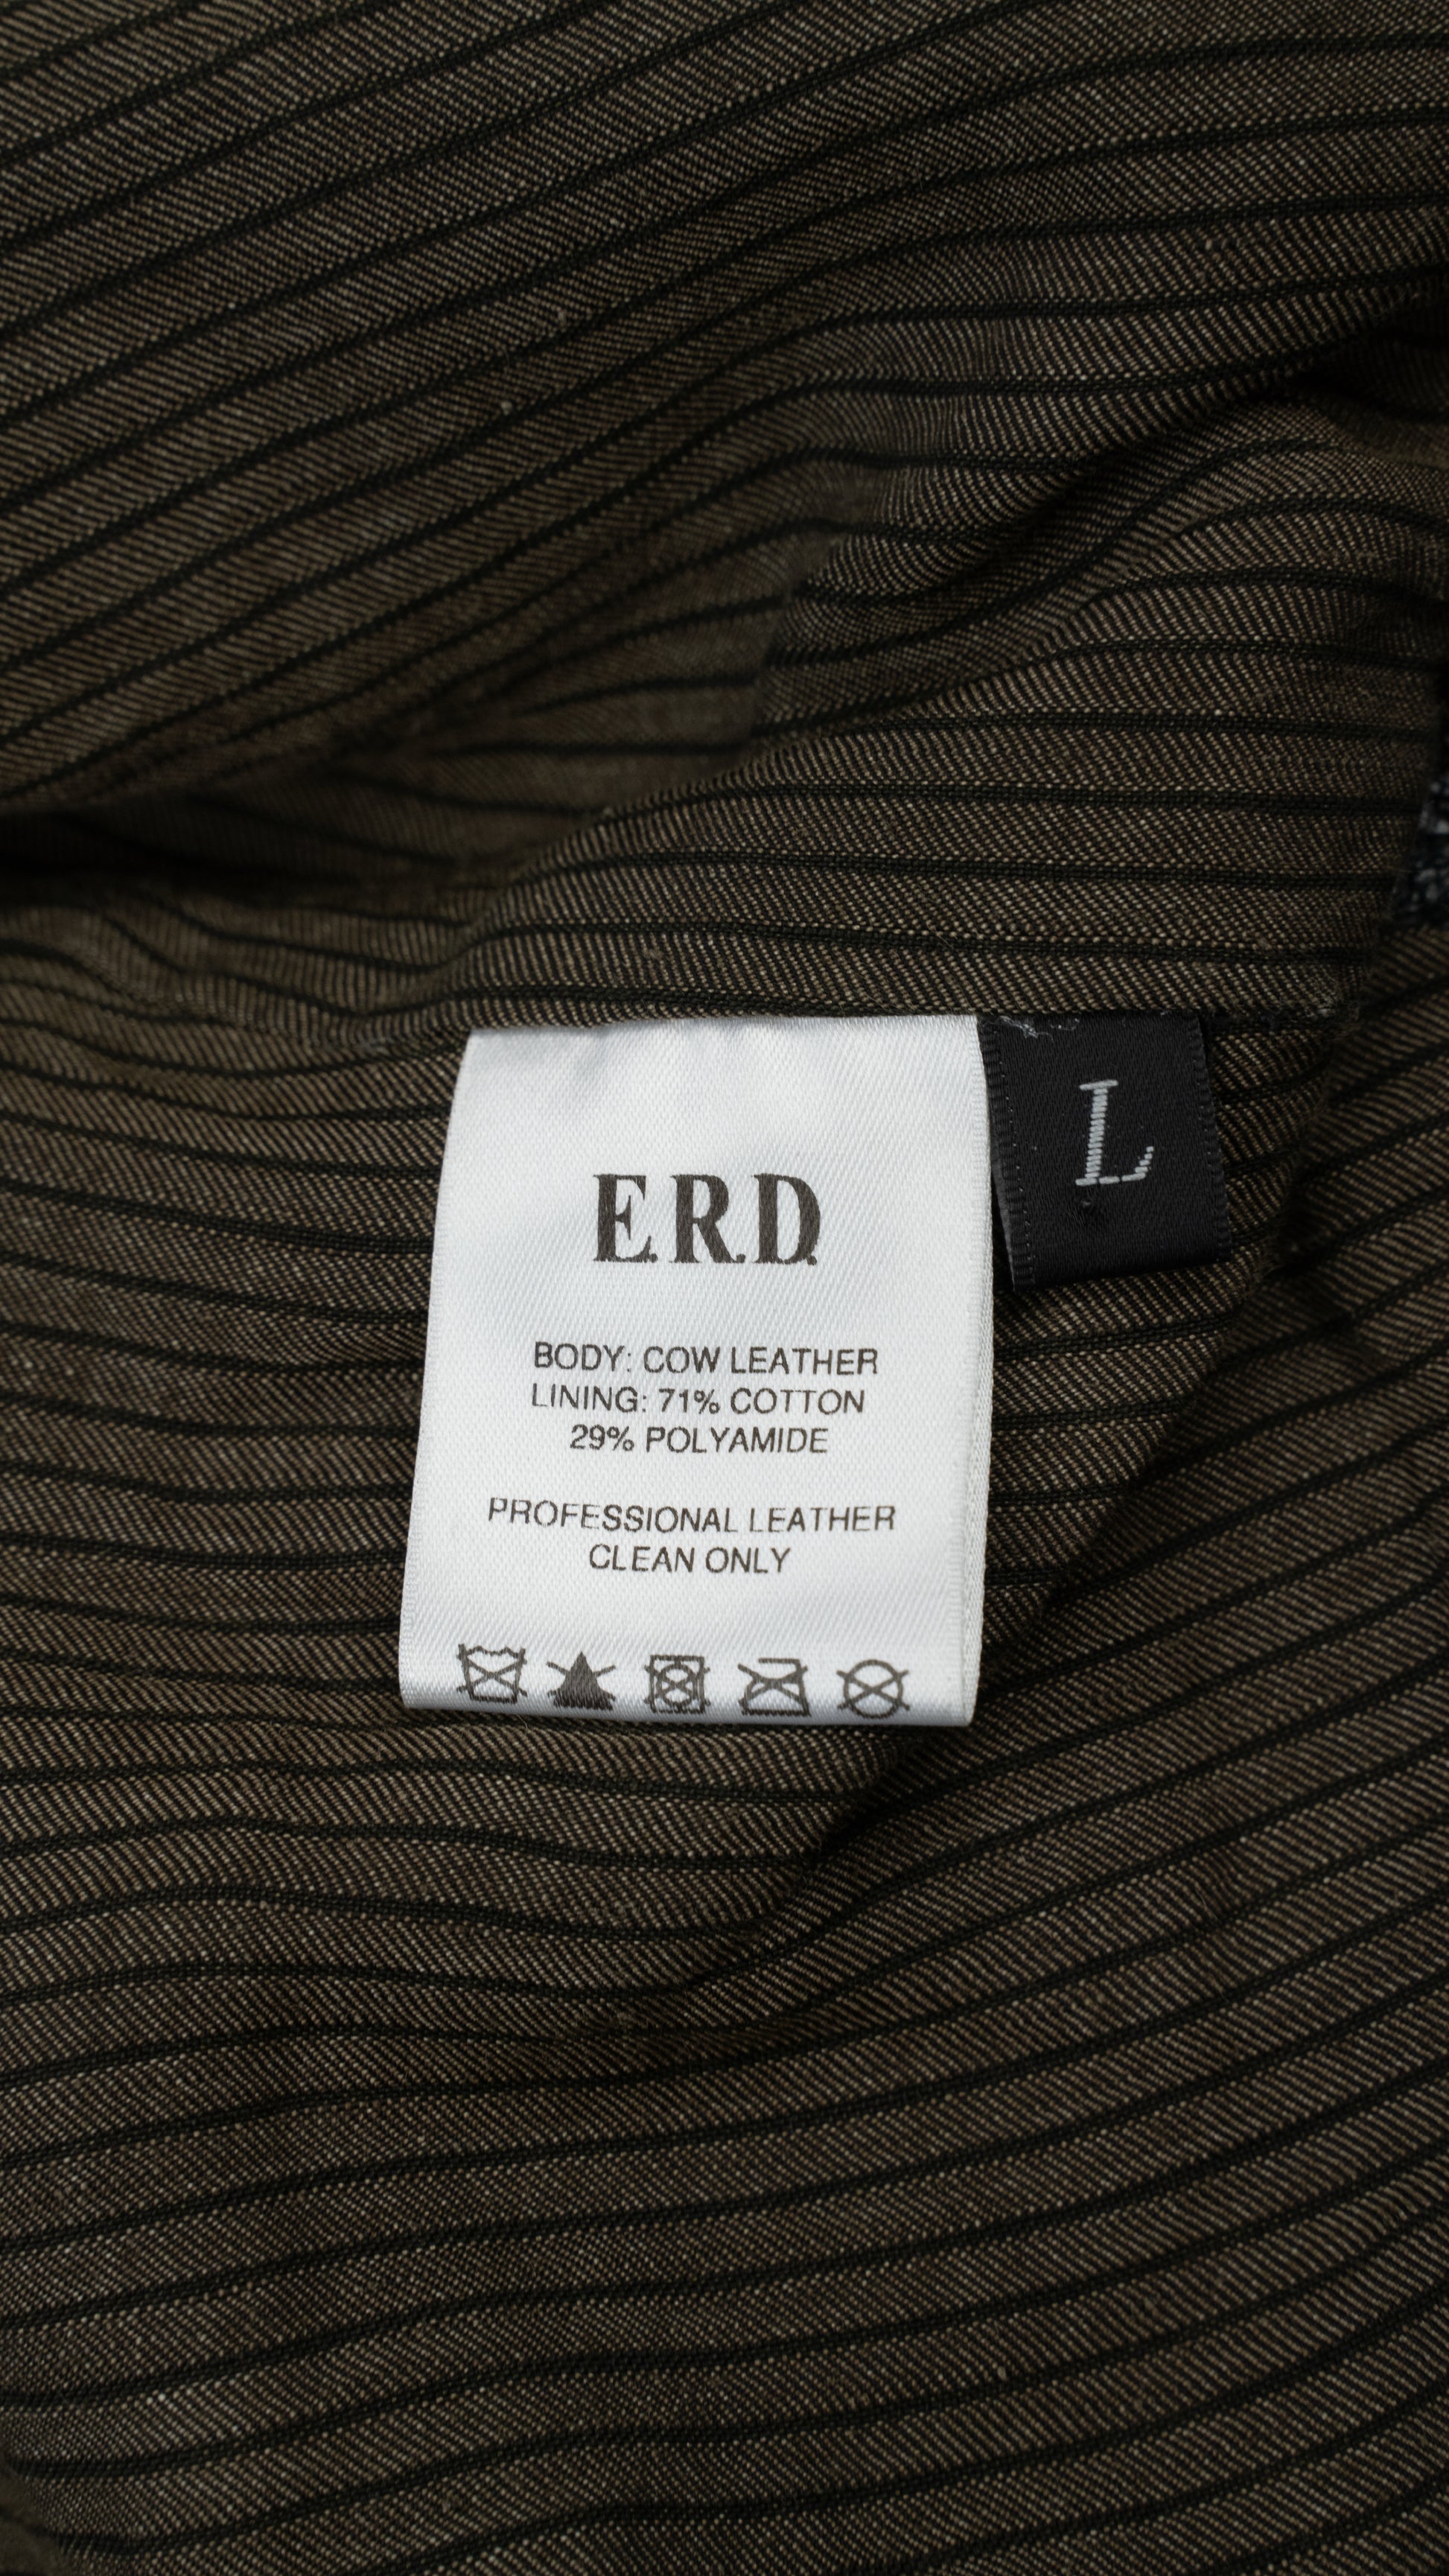 E.R.D.
L
BODY: COW LEATHER
LINING: 71% COTTON
29% POLYAMIDE
PROFESSIONAL LEATHER
CLEAN ONLY